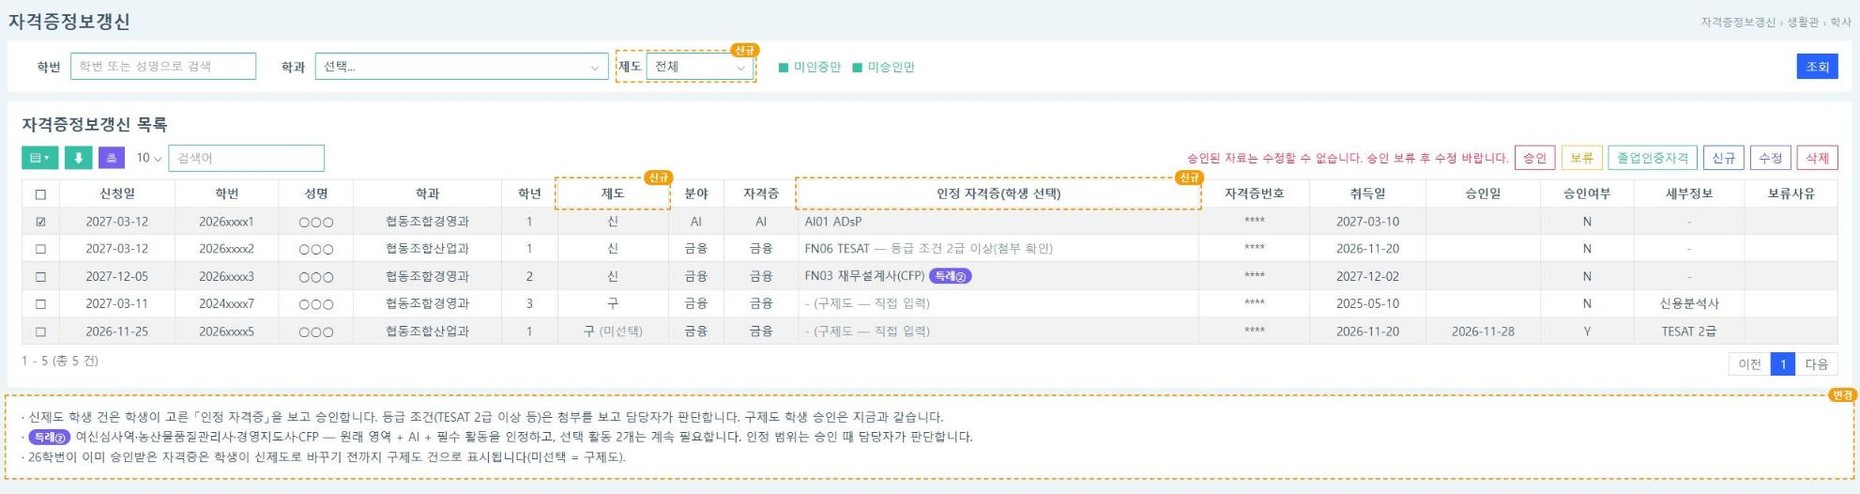 자격증정보갱신
자격증정보갱신 › 생활관 › 학사
학번 학번 또는 성명으로 검색 학과 선택... 제도 전체 신규 미인증만 미승인만 조회
자격증정보갱신 목록
10 검색어 승인된 자료는 수정할 수 없습니다. 승인 보류 후 수정 바랍니다. 승인 보류 졸업인증자격 신규 수정 삭제
신규 신규
신청일 학번 성명 학과 학년 제도 분야 자격증 인정 자격증(학생 선택) 자격증번호 취득일 승인일 승인여부 세부정보 보류사유
2027-03-12 2026xxxx1 ○○○ 협동조합경영과 1 신 AI AI AI01 ADsP **** 2027-03-10 N -
2027-03-12 2026xxxx2 ○○○ 협동조합산업과 1 신 금융 금융 FN06 TESAT — 등급 조건 2급 이상(첨부 확인) **** 2026-11-20 N -
2027-12-05 2026xxxx3 ○○○ 협동조합경영과 2 신 금융 금융 FN03 재무설계사(CFP) 특례② **** 2027-12-02 N -
2027-03-11 2024xxxx7 ○○○ 협동조합경영과 3 구 금융 금융 - (구제도 — 직접 입력) **** 2025-05-10 N 신용분석사
2026-11-25 2026xxxx5 ○○○ 협동조합산업과 1 구 (미선택) 금융 금융 - (구제도 — 직접 입력) **** 2026-11-20 2026-11-28 Y TESAT 2급
1 - 5 (총 5 건) 이전 1 다음
변경
· 신제도 학생 건은 학생이 고른 「인정 자격증」을 보고 승인합니다. 등급 조건(TESAT 2급 이상 등)은 첨부를 보고 담당자가 판단합니다. 구제도 학생 승인은 지금과 같습니다.
· 특례② 여신심사역·농산물품질관리사·경영지도사·CFP — 원래 영역 + AI + 필수 활동을 인정하고, 선택 활동 2개는 계속 필요합니다. 인정 범위는 승인 때 담당자가 판단합니다.
· 26학번이 이미 승인받은 자격증은 학생이 신제도로 바꾸기 전까지 구제도 건으로 표시됩니다(미선택 = 구제도).